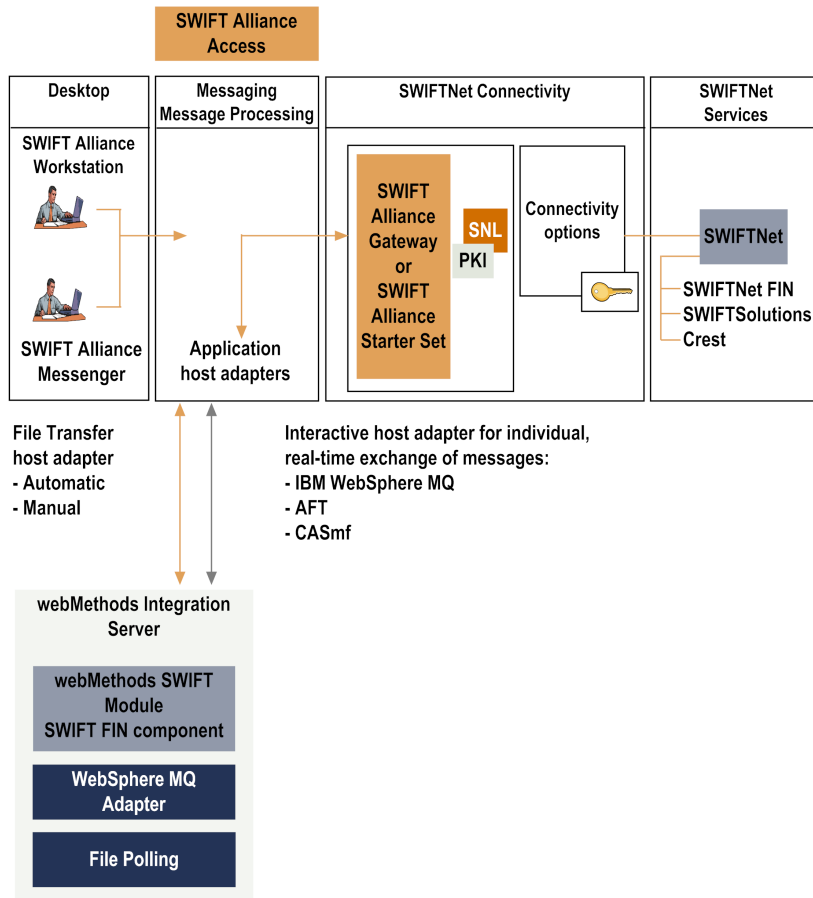 SWIFT Alliance
Access
Desktop
Messaging
Message Processing
SWIFTNet Connectivity
SWIFTNet
Services
SWIFT Alliance
Workstation
SWIFT Alliance
Messenger
Application
host adapters
SWIFT
Alliance
Gateway
or
SWIFT
Alliance
Starter Set
SNL
PKI
Connectivity
options
SWIFTNet
SWIFTNet FIN
SWIFTSolutions
Crest
File Transfer
host adapter
- Automatic
- Manual
Interactive host adapter for individual,
real-time exchange of messages:
- IBM WebSphere MQ
- AFT
- CASmf
webMethods Integration
Server
webMethods SWIFT
Module
SWIFT FIN component
WebSphere MQ
Adapter
File Polling